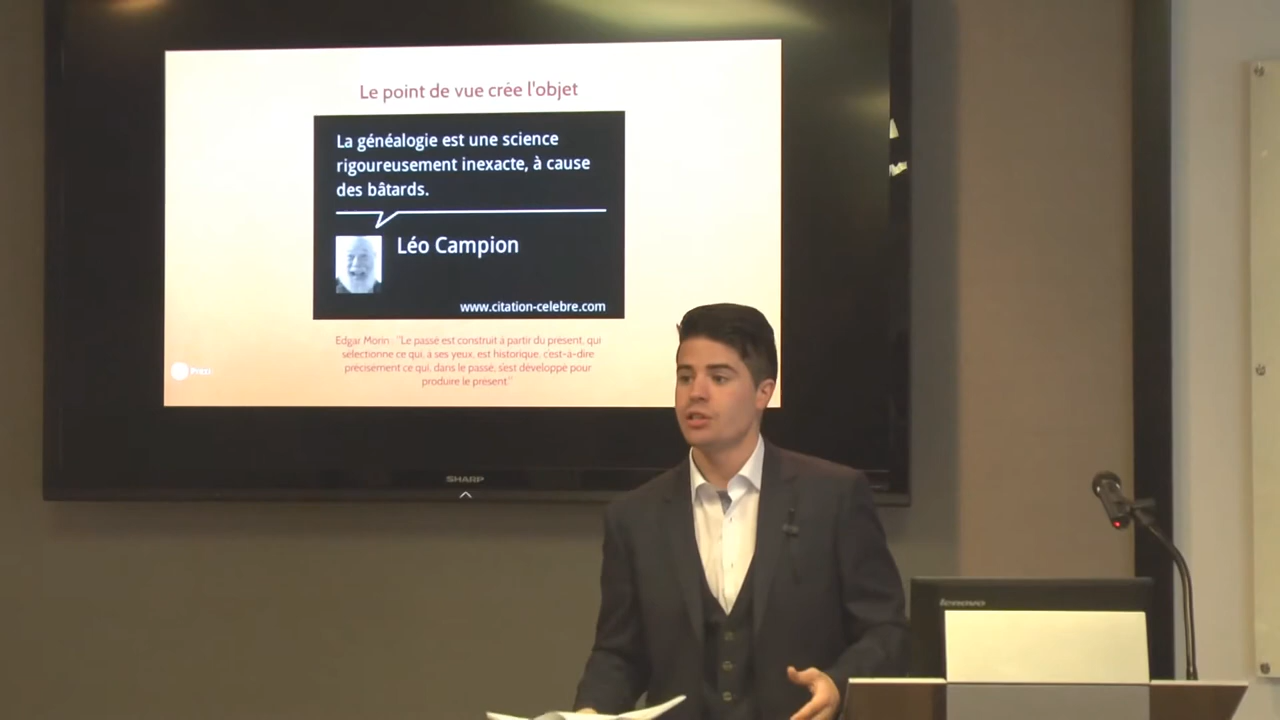 Le point de vue crée l'objet
La généalogie est une science
rigoureusement inexacte, à cause
des bâtards.
Léo Campion
www.citation-celebre.com
Edgar Morin : "Le passé est construit à partir du présent, qui
sélectionne ce qui, à ses yeux, est historique, c'est-à-dire
précisément ce qui, dans le passé, s'est développé pour
produire le présent."
Prezi
SHARP
lenovo